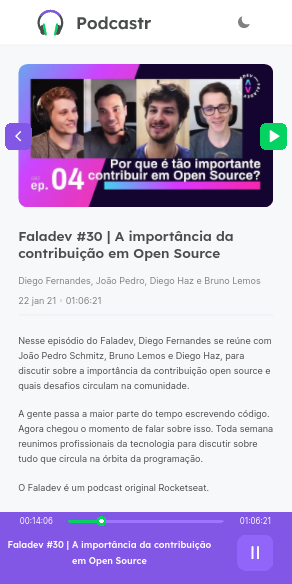 Podcastr
Por que é tão importante
ep. 04 contribuir em Open Source?
Faladev #30 | A importância da
contribuição em Open Source
Diego Fernandes, João Pedro, Diego Haz e Bruno Lemos
22 jan 21 · 01:06:21
Nesse episódio do Faladev, Diego Fernandes se reúne com
João Pedro Schmitz, Bruno Lemos e Diego Haz, para
discutir sobre a importância da contribuição open source e
quais desafios circulam na comunidade.
A gente passa a maior parte do tempo escrevendo código.
Agora chegou o momento de falar sobre isso. Toda semana
reunimos profissionais da tecnologia para discutir sobre
tudo que circula na órbita da programação.
O Faladev é um podcast original Rocketseat.
00:14:06 01:06:21
Faladev #30 | A importância da contribuição
em Open Source